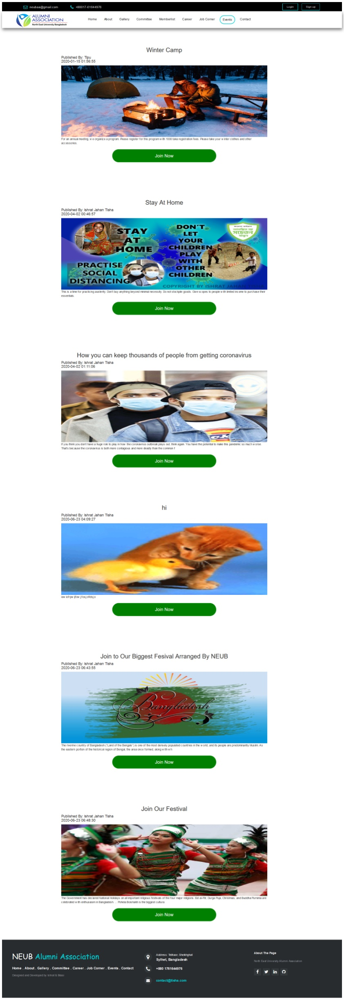 neubaa@gmail.com +88017-61644976 Login Sign up
ALUMNI
ASSOCIATION
North East University Bangladesh
Home About Gallery Committee Memberlist Career Job Corner Events Contact
Winter Camp
Published By: Tipu
2020-01-15 01:56:55
For an annual meeting, we organize a program. Please register for this program with 1000 taka registration fees. Please take your winter clothes and other
accessories.
Join Now
Stay At Home
Published By: Ishrat Jahan Tisha
2020-04-02 00:46:57
STAY
AT
HOME
PRACTISE
SOCIAL
DISTANCING
DON'T
LET
YOUR
CHILDREN
PLAY
WITH
OTHER
CHILDREN
সচেতন
থাকুন
COPYRIGHT BY ISHRAT JAHAN TISHA
This is a time for practicing austerity. Don't buy anything beyond minimal necessity. Do not stockpile goods. Give scopes to people with limited income to purchase their
essentials.
Join Now
How you can keep thousands of people from getting coronavirus
Published By: Ishrat Jahan Tisha
2020-04-02 01:11:06
If you think you don't have a huge role to play in how the coronavirus outbreak plays out, think again. You have the potential to make this pandemic so much worse.
That's because the coronavirus is both more contagious and more deadly than the common f
Join Now
hi
Published By: Ishrat Jahan Tisha
2020-06-23 04:09:27
Join Now
Join to Our Biggest Fesival Arranged By NEUB
Published By: Ishrat Jahan Tisha
2020-06-23 06:43:55
Bangladesh
The riverine country of Bangladesh ("Land of the Bengals") is one of the most densely populated countries in the world, and its people are predominantly Muslim. As
the eastern portion of the historical region of Bengal, the area once formed, along with wh
Join Now
Join Our Festival
Published By: Ishrat Jahan Tisha
2020-06-23 06:48:30
The Government has declared National Holidays on all important religious festivals of the four major religions. Eid al-Fitr, Durga Puja, Christmas, and Buddha Purnima are
celebrated with enthusiasm in Bangladesh. ... Pohela Boishakh is the biggest cultura
Join Now
NEUB Alumni Association
Home . About . Gallery . Committee . Career . Job Corner . Events . Contact
Designed and Developed by Ishrat & Bilasi
Address: Telihaor, Sheikhghat
Sylhet, Bangladesh
+880 1761644976
contact@tisha.com
About The Page
North East University Alumni Association